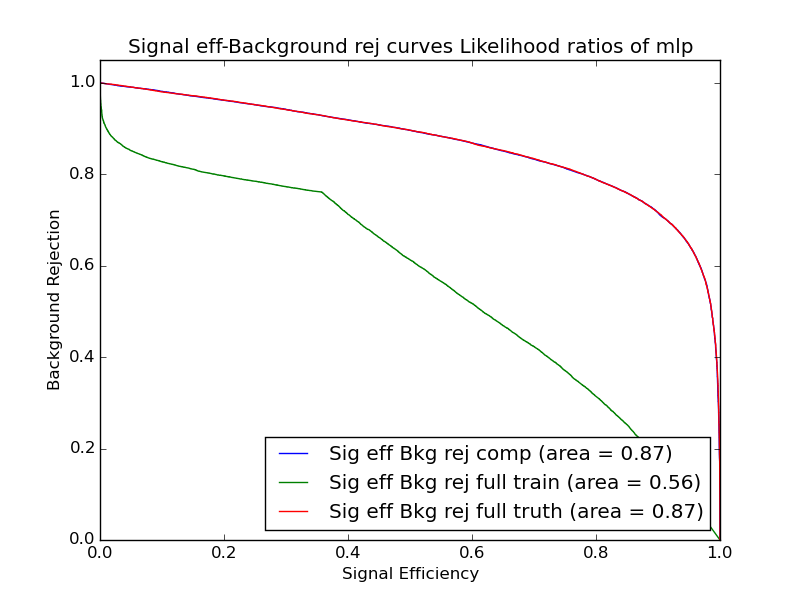 Signal eff-Background rej curves Likelihood ratios of mlp
1.0
0.8
0.6
0.4
0.2
0.0
Background Rejection
Sig eff Bkg rej comp (area = 0.87)
Sig eff Bkg rej full train (area = 0.56)
Sig eff Bkg rej full truth (area = 0.87)
0.0 0.2 0.4 0.6 0.8 1.0
Signal Efficiency